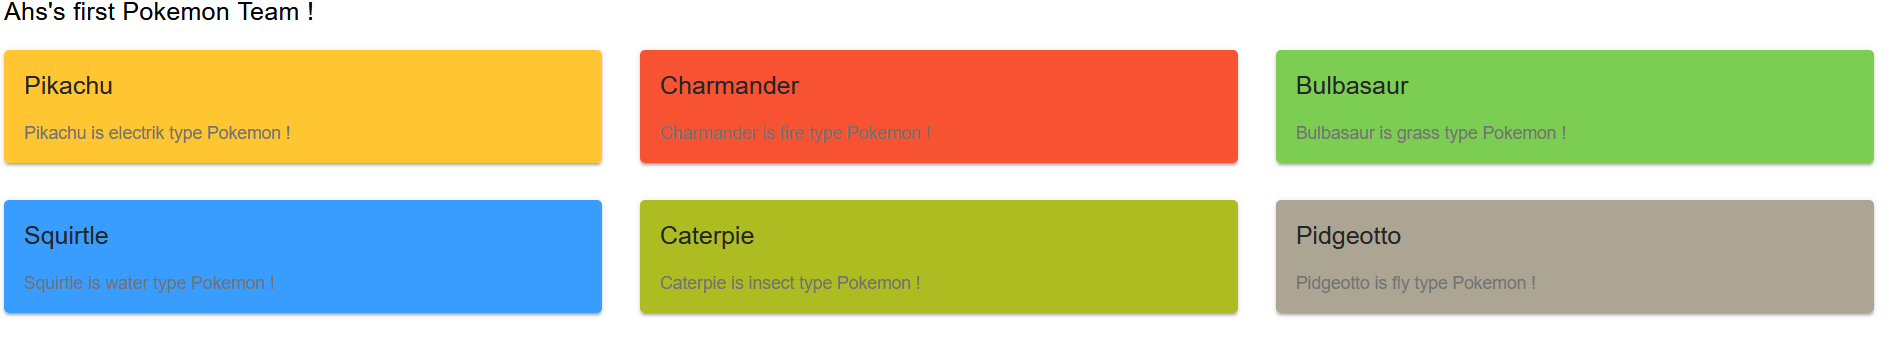 Ahs's first Pokemon Team !
Pikachu
Pikachu is electrik type Pokemon !
Charmander
Charmander is fire type Pokemon !
Bulbasaur
Bulbasaur is grass type Pokemon !
Squirtle
Squirtle is water type Pokemon !
Caterpie
Caterpie is insect type Pokemon !
Pidgeotto
Pidgeotto is fly type Pokemon !